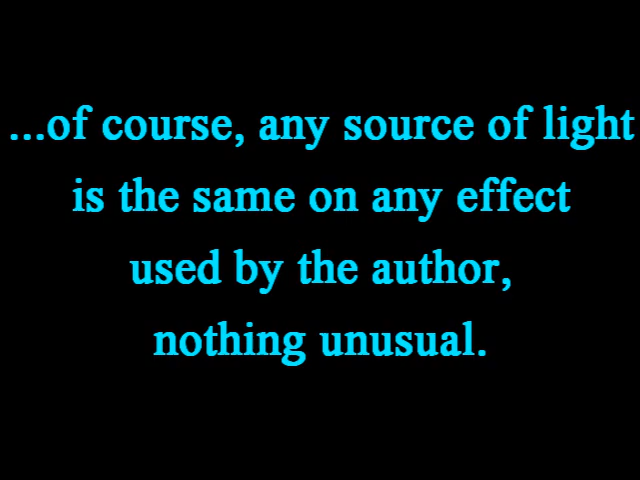 ...of course, any source of light
is the same on any effect
used by the author,
nothing unusual.